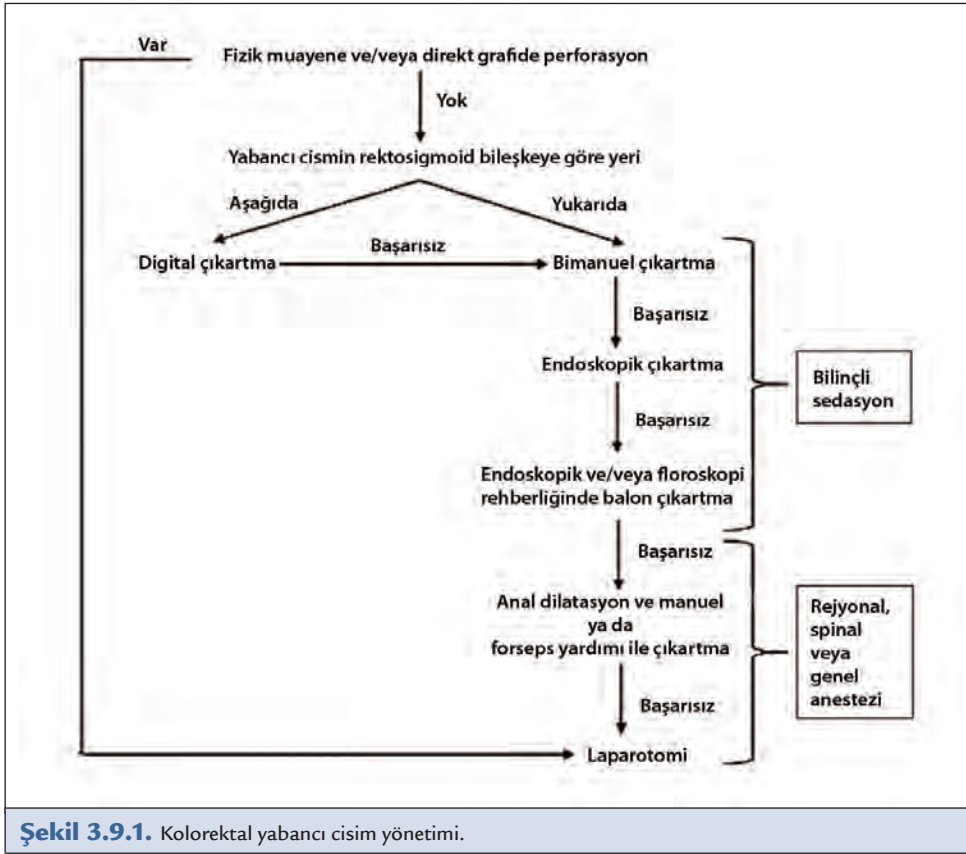 Var
Fizik muayene ve/veya direkt grafide perforasyon
Yok
Yabancı cismin rektosigmoid bileşkeye göre yeri
Aşağıda
Yukarıda
Digital çıkartma
Başarısız
Bimanuel çıkartma
Başarısız
Endoskopik çıkartma
Bilinçli
sedasyon
Başarısız
Endoskopik ve/veya floroskopi
rehberliğinde balon çıkartma
Başarısız
Anal dilatasyon ve manuel
ya da
forseps yardımı ile çıkartma
Rejyonal,
spinal
veya
genel
anestezi
Başarısız
Laparotomi
Şekil 3.9.1. Kolorektal yabancı cisim yönetimi.